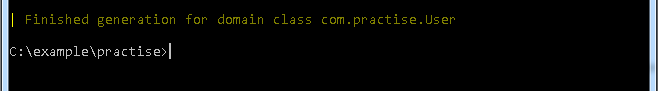 | Finished generation for domain class com.practise.User
C:\example\practise>